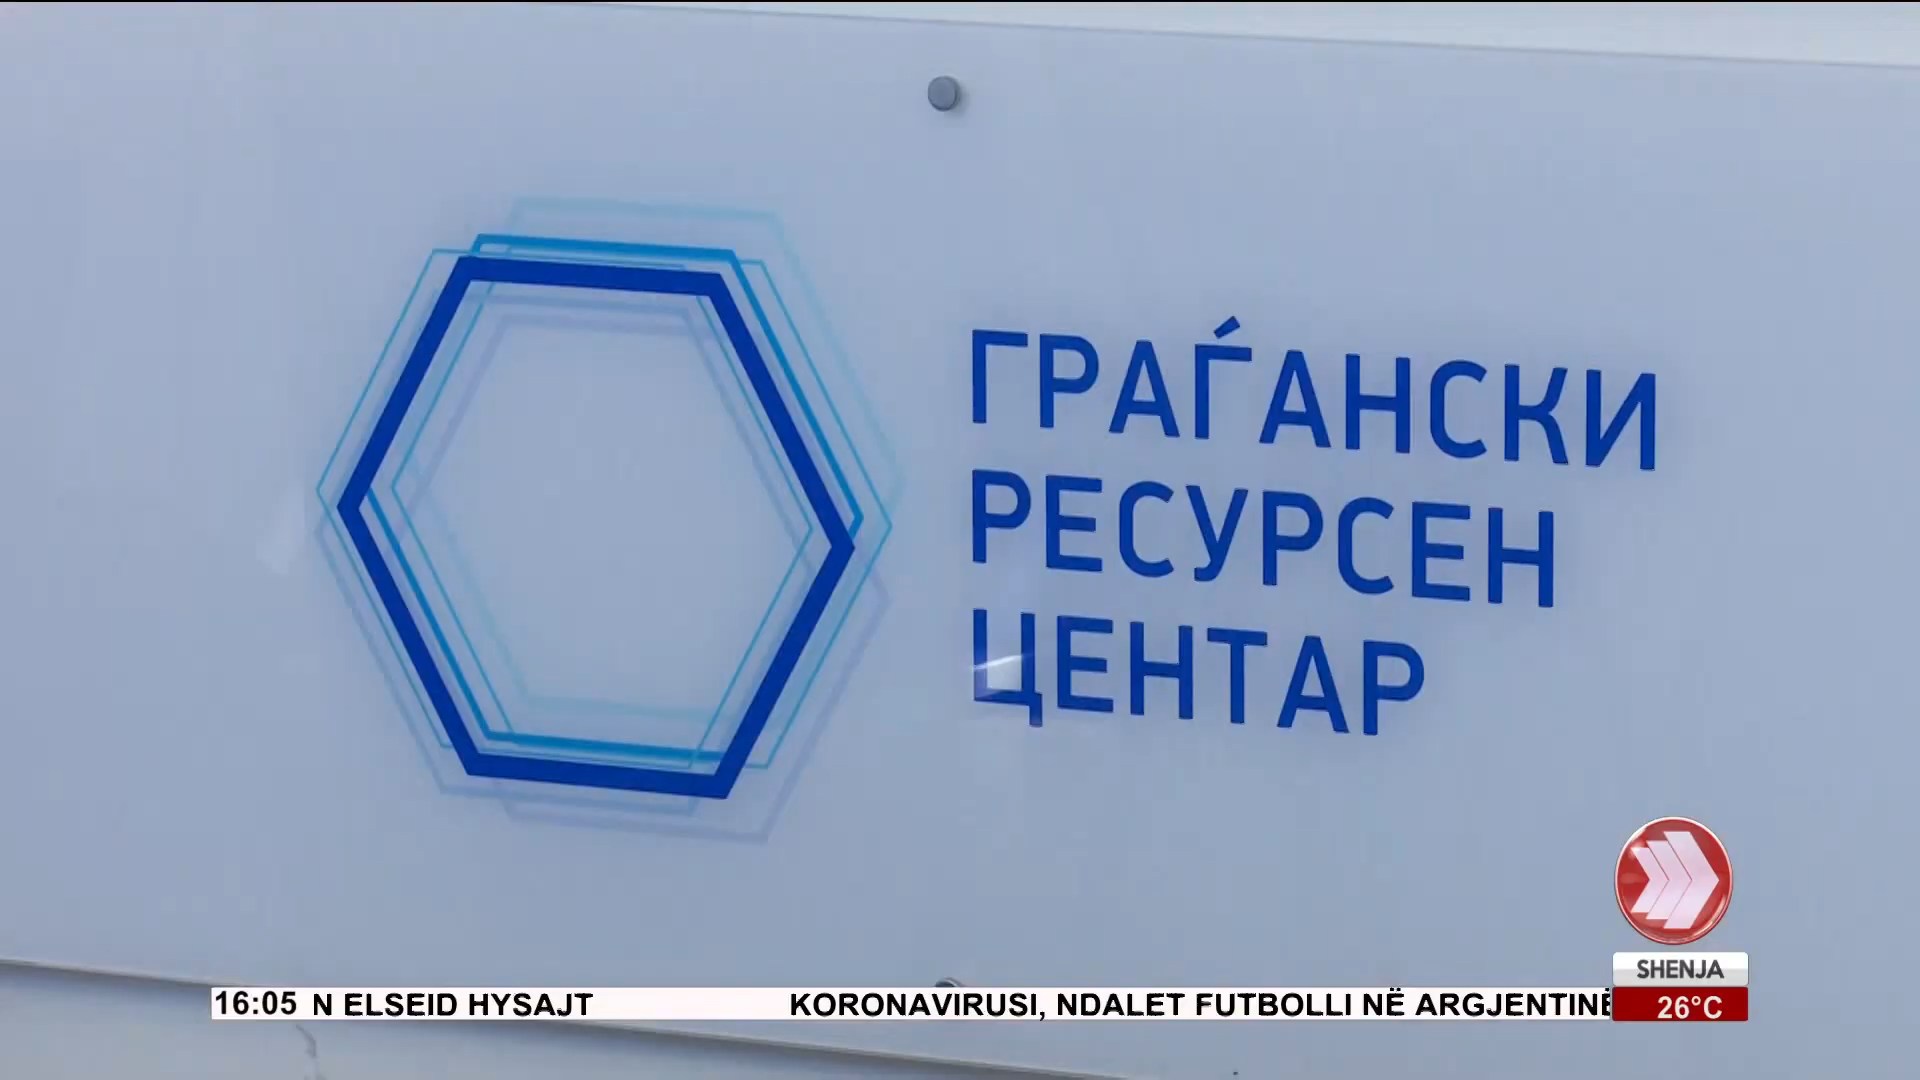 ГРАЃАНСКИ
РЕСУРСЕН
ЦЕНТАР
SHENJA
16:05 N ELSEID HYSAJT KORONAVIRUSI, NDALET FUTBOLLI NË ARGJENTINË 26°C